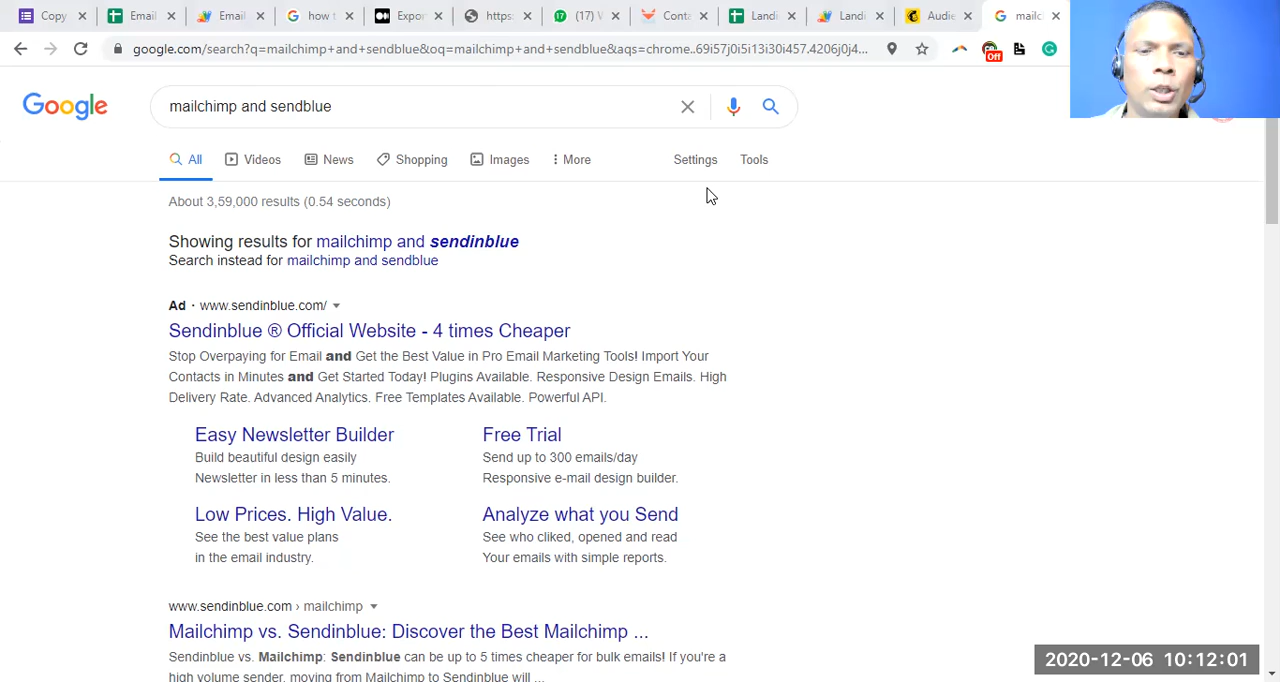 Copy
Email
Email
how t
Expor
https:
(17) V
Conta
Landi
Landi
Audie
mailc
google.com/search?q=mailchimp+and+sendblue&oq=mailchimp+and+sendblue&aqs=chrome..69i57j0i5i13i30i457.4206j0j4...
Off
Google
mailchimp and sendblue
All
Videos
News
Shopping
Images
More
Settings
Tools
About 3,59,000 results (0.54 seconds)
Showing results for mailchimp and sendinblue
Search instead for mailchimp and sendblue
Ad · www.sendinblue.com/
Sendinblue ® Official Website - 4 times Cheaper
Stop Overpaying for Email and Get the Best Value in Pro Email Marketing Tools! Import Your
Contacts in Minutes and Get Started Today! Plugins Available. Responsive Design Emails. High
Delivery Rate. Advanced Analytics. Free Templates Available. Powerful API.
Easy Newsletter Builder
Build beautiful design easily
Newsletter in less than 5 minutes.
Free Trial
Send up to 300 emails/day
Responsive e-mail design builder.
Low Prices. High Value.
See the best value plans
in the email industry.
Analyze what you Send
See who cliked, opened and read
Your emails with simple reports.
www.sendinblue.com › mailchimp
Mailchimp vs. Sendinblue: Discover the Best Mailchimp ...
Sendinblue vs. Mailchimp: Sendinblue can be up to 5 times cheaper for bulk emails! If you're a
high volume sender, moving from Mailchimp to Sendinblue will ...
2020-12-06 10:12:01